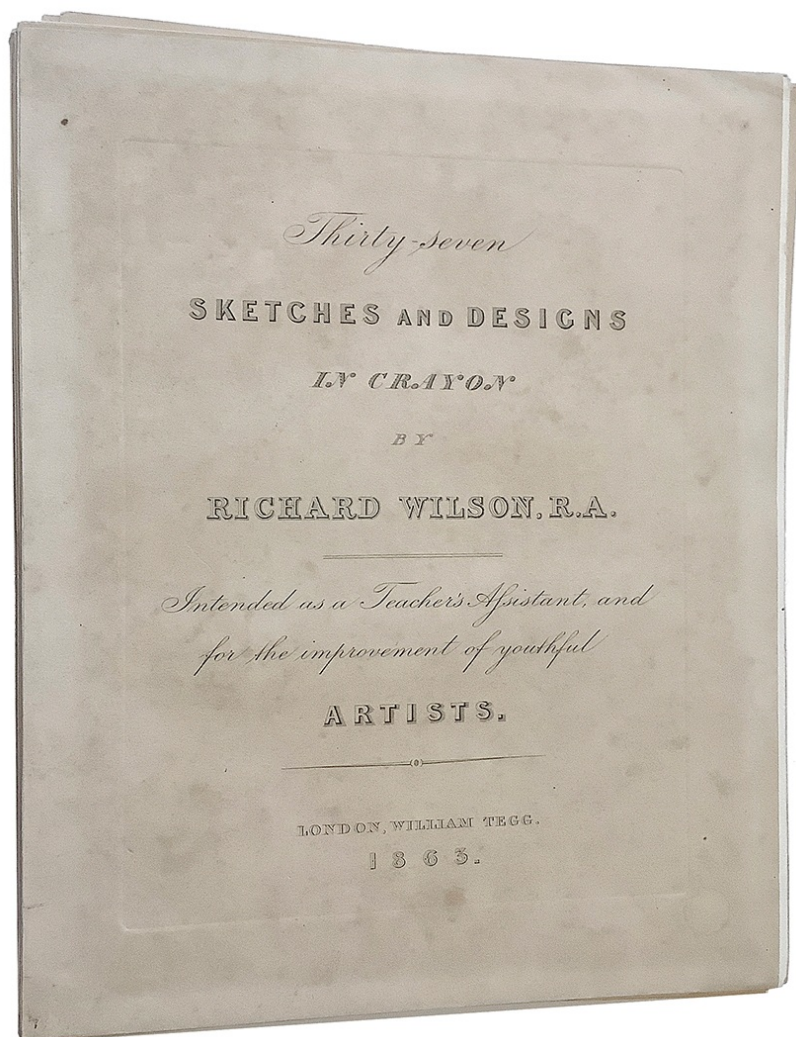 Thirty-seven
SKETCHES AND DESIGNS
IN CRAYON
BY
RICHARD WILSON, R.A.
Intended as a Teacher's Aſsistant, and
for the improvement of youthful
ARTISTS.
LONDON, WILLIAM TEGG.
1863.